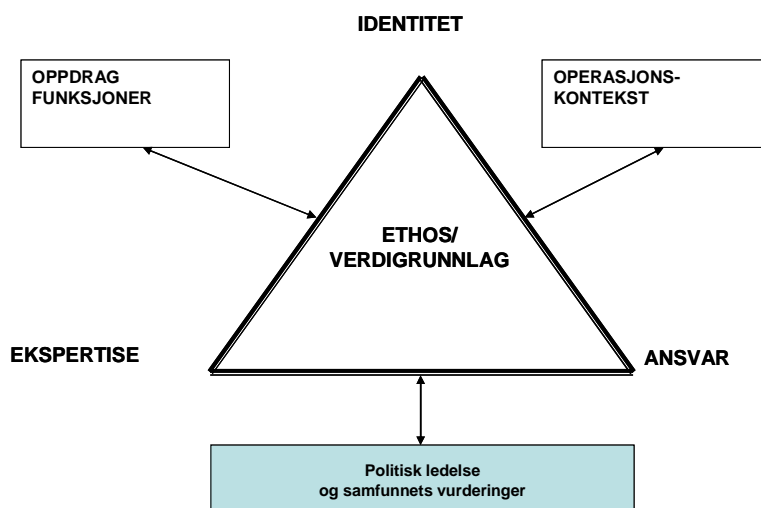 IDENTITET
OPPDRAG
FUNKSJONER
OPERASJONS-
KONTEKST
ETHOS/
VERDIGRUNNLAG
EKSPERTISE
ANSVAR
Politisk ledelse
og samfunnets vurderinger